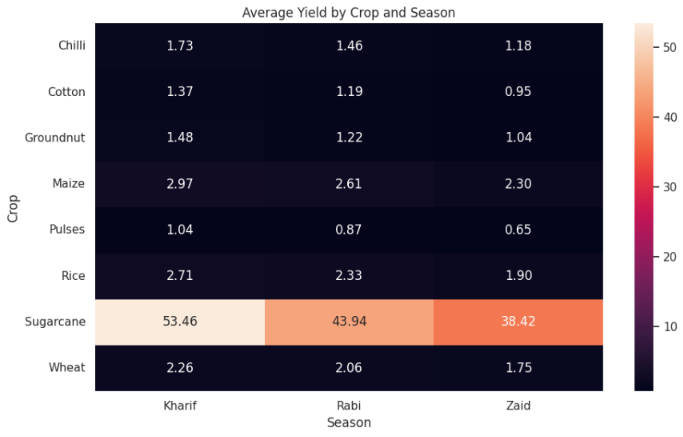 Average Yield by Crop and Season
Chilli 1.73 1.46 1.18
Cotton 1.37 1.19 0.95
Groundnut 1.48 1.22 1.04
Maize 2.97 2.61 2.30
Pulses 1.04 0.87 0.65
Rice 2.71 2.33 1.90
Sugarcane 53.46 43.94 38.42
Wheat 2.26 2.06 1.75
Kharif Rabi Zaid
Season
Crop
50
40
30
20
10